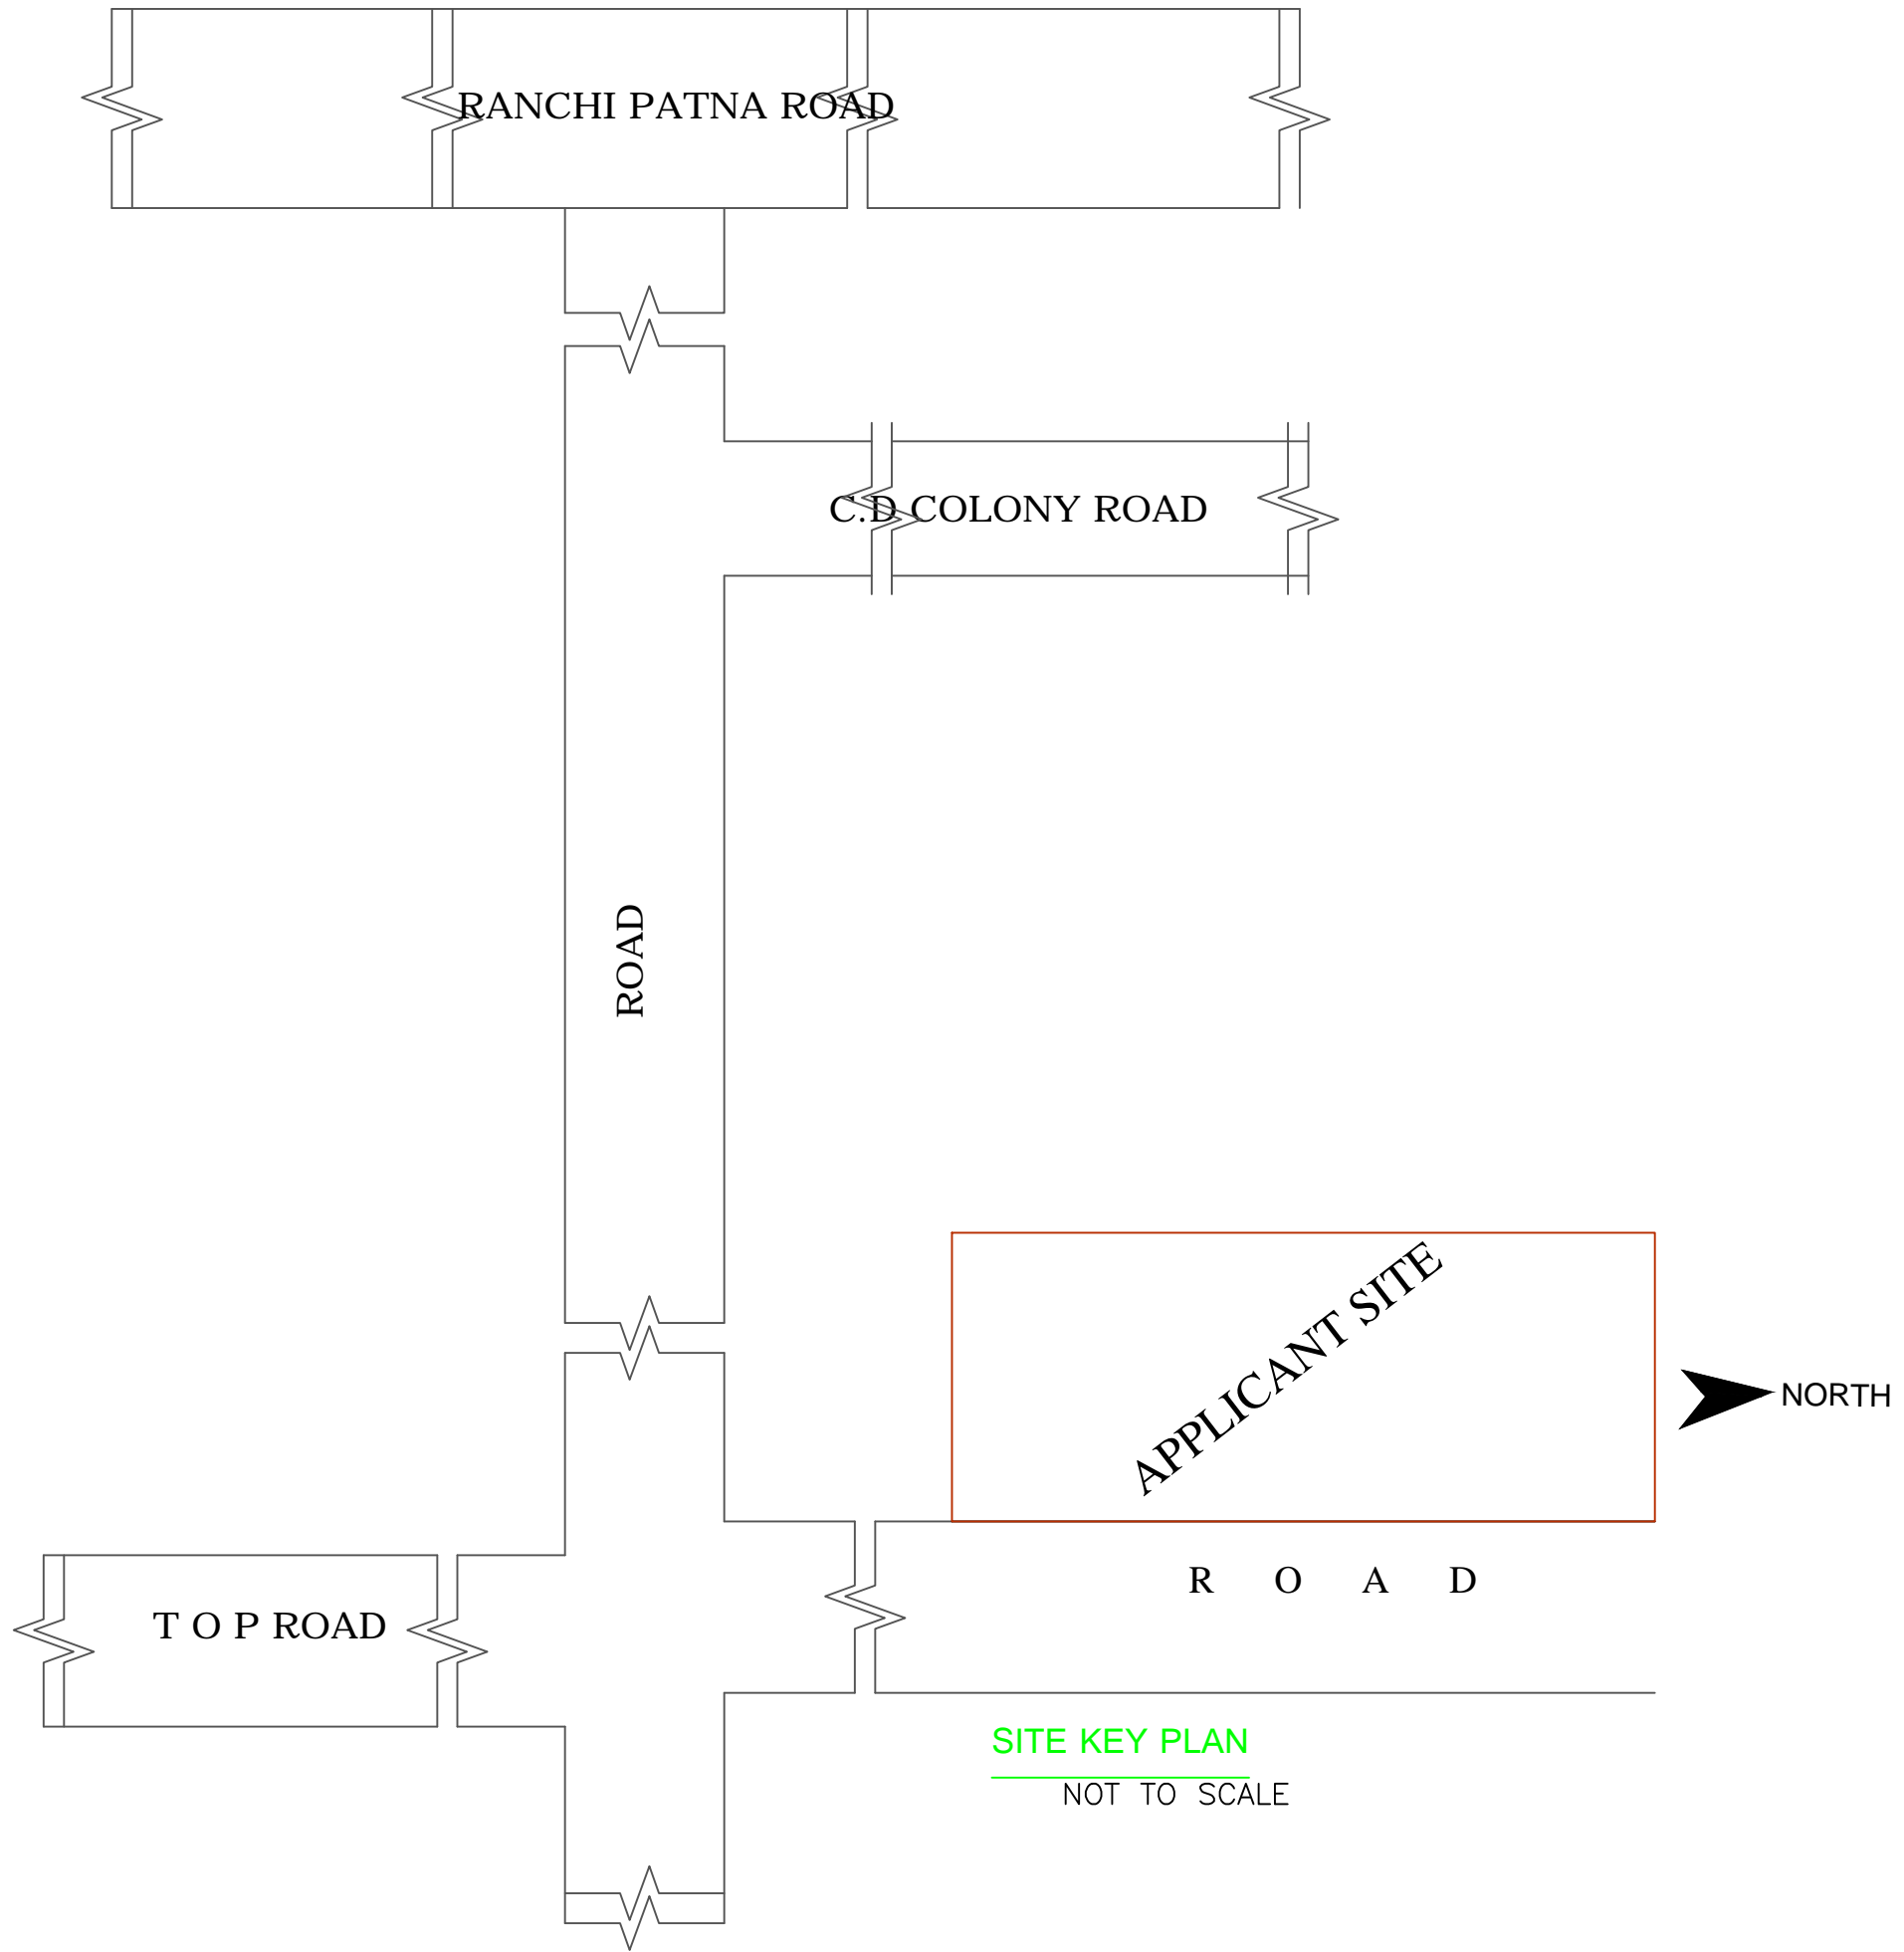 RANCHI PATNA ROAD
C.D COLONY ROAD
ROAD
APPLICANT SITE
NORTH
R O A D
T O P ROAD
SITE KEY PLAN
NOT TO SCALE